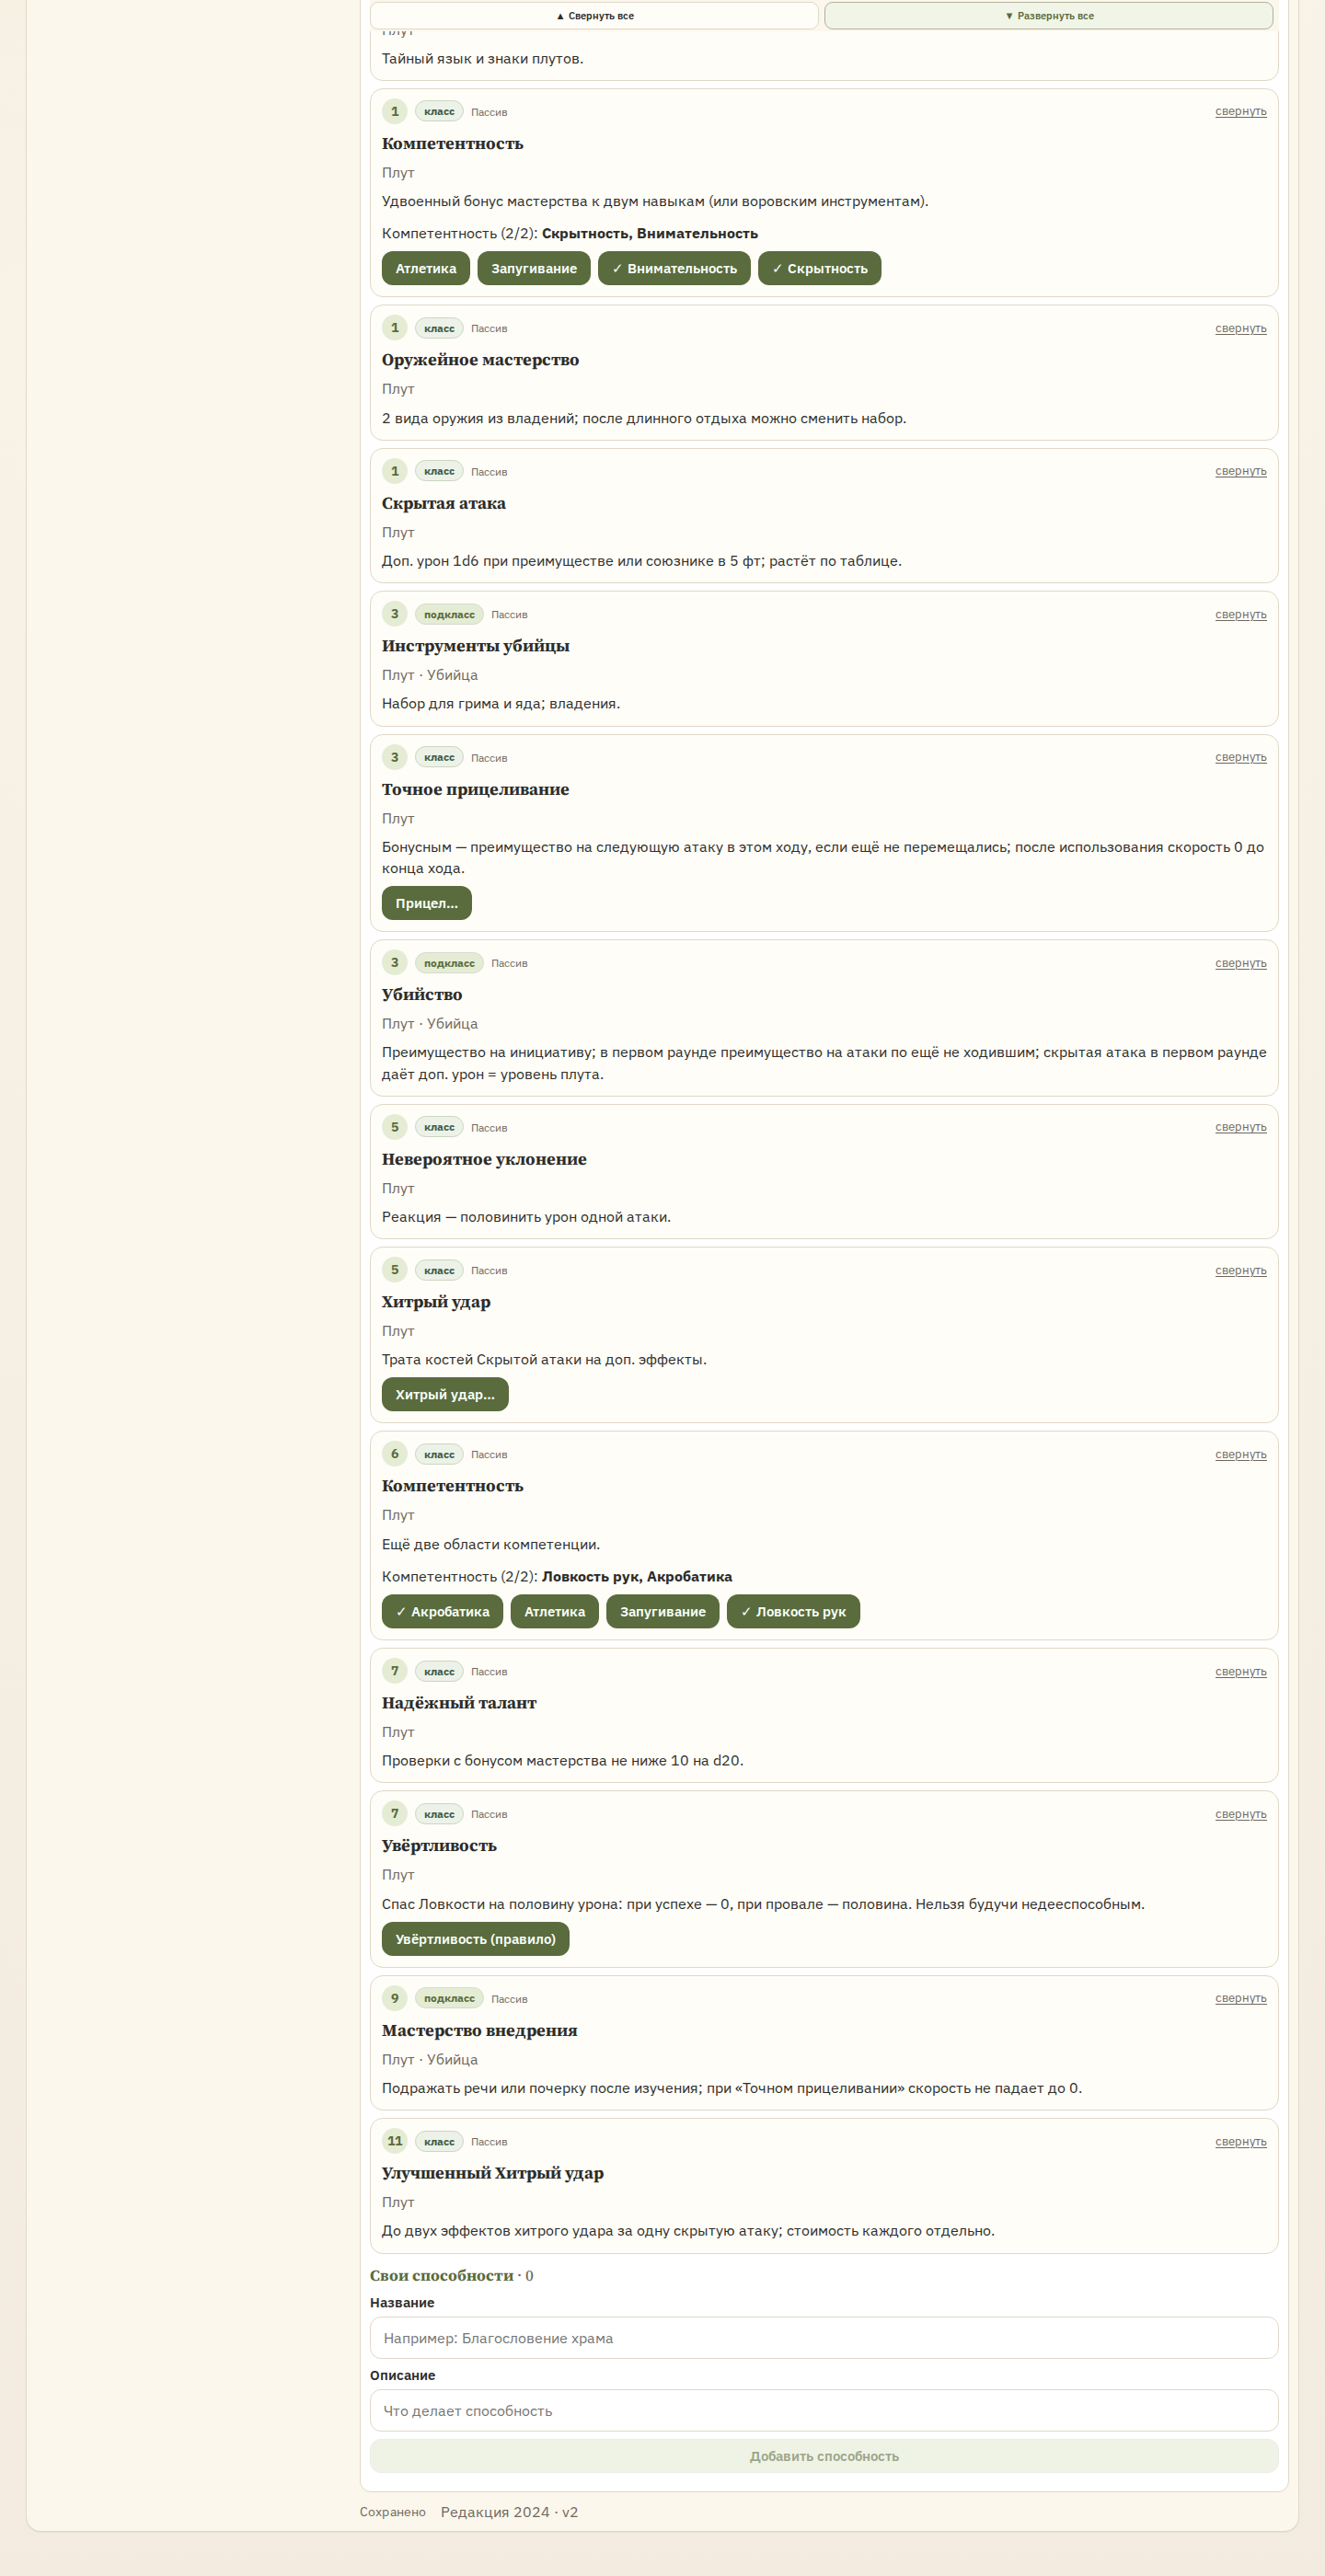 ▲ Свернуть все
▼ Развернуть все
Плут
Тайный язык и знаки плутов.
1 класс Пассив свернуть
Компетентность
Плут
Удвоенный бонус мастерства к двум навыкам (или воровским инструментам).
Компетентность (2/2): Скрытность, Внимательность
Атлетика Запугивание ✓ Внимательность ✓ Скрытность
1 класс Пассив свернуть
Оружейное мастерство
Плут
2 вида оружия из владений; после длинного отдыха можно сменить набор.
1 класс Пассив свернуть
Скрытая атака
Плут
Доп. урон 1d6 при преимуществе или союзнике в 5 фт; растёт по таблице.
3 подкласс Пассив свернуть
Инструменты убийцы
Плут · Убийца
Набор для грима и яда; владения.
3 класс Пассив свернуть
Точное прицеливание
Плут
Бонусным — преимущество на следующую атаку в этом ходу, если ещё не перемещались; после использования скорость 0 до
конца хода.
Прицел...
3 подкласс Пассив свернуть
Убийство
Плут · Убийца
Преимущество на инициативу; в первом раунде преимущество на атаки по ещё не ходившим; скрытая атака в первом раунде
даёт доп. урон = уровень плута.
5 класс Пассив свернуть
Невероятное уклонение
Плут
Реакция — половинить урон одной атаки.
5 класс Пассив свернуть
Хитрый удар
Плут
Трата костей Скрытой атаки на доп. эффекты.
Хитрый удар...
6 класс Пассив свернуть
Компетентность
Плут
Ещё две области компетенции.
Компетентность (2/2): Ловкость рук, Акробатика
✓ Акробатика Атлетика Запугивание ✓ Ловкость рук
7 класс Пассив свернуть
Надёжный талант
Плут
Проверки с бонусом мастерства не ниже 10 на d20.
7 класс Пассив свернуть
Увёртливость
Плут
Спас Ловкости на половину урона: при успехе — 0, при провале — половина. Нельзя будучи недееспособным.
Увёртливость (правило)
9 подкласс Пассив свернуть
Мастерство внедрения
Плут · Убийца
Подражать речи или почерку после изучения; при «Точном прицеливании» скорость не падает до 0.
11 класс Пассив свернуть
Улучшенный Хитрый удар
Плут
До двух эффектов хитрого удара за одну скрытую атаку; стоимость каждого отдельно.
Свои способности · 0
Название
Например: Благословение храма
Описание
Что делает способность
Добавить способность
Сохранено Редакция 2024 · v2